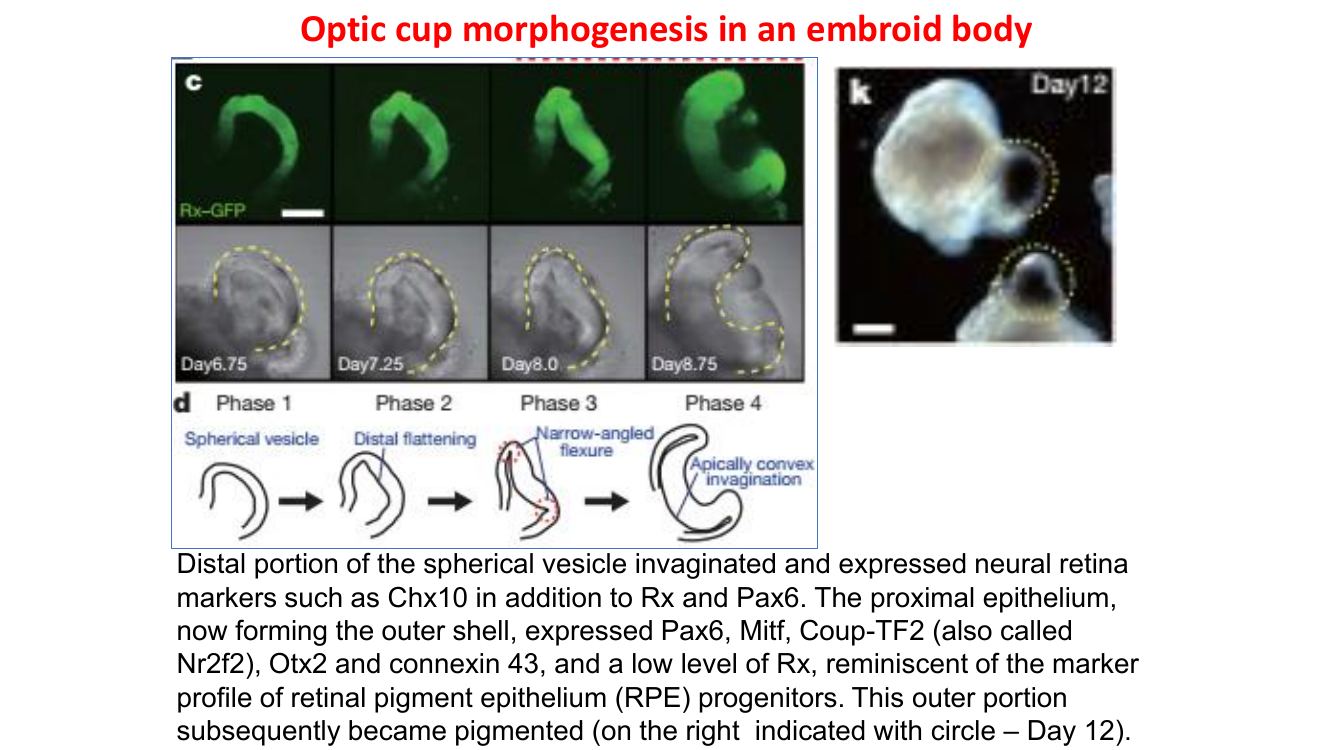 Optic cup morphogenesis in an embroid body
c
Rx–GFP
k
Day12
Day6.75
Day7.25
Day8.0
Day8.75
d
Phase 1
Phase 2
Phase 3
Phase 4
Spherical vesicle
Distal flattening
Narrow-angled
flexure
Apically convex
invagination
Distal portion of the spherical vesicle invaginated and expressed neural retina
markers such as Chx10 in addition to Rx and Pax6. The proximal epithelium,
now forming the outer shell, expressed Pax6, Mitf, Coup-TF2 (also called
Nr2f2), Otx2 and connexin 43, and a low level of Rx, reminiscent of the marker
profile of retinal pigment epithelium (RPE) progenitors. This outer portion
subsequently became pigmented (on the right  indicated with circle – Day 12).